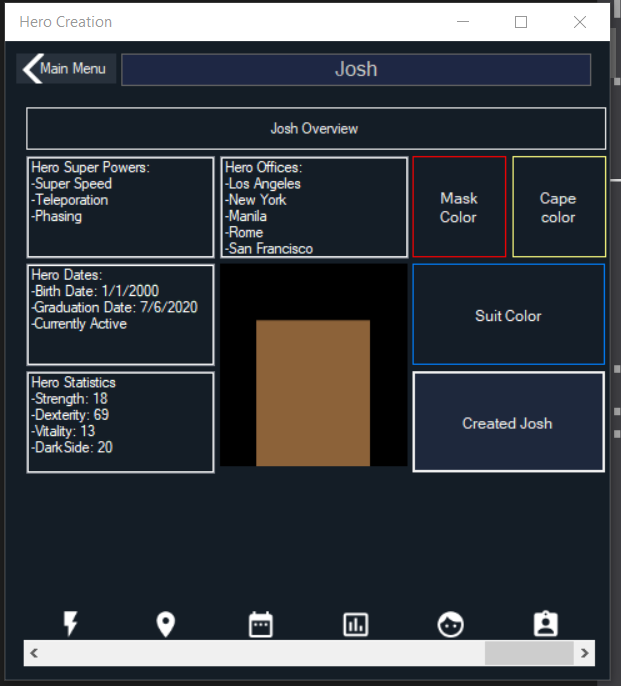 Hero Creation
Main Menu
Josh
Josh Overview
Hero Super Powers:
-Super Speed
-Teleporation
-Phasing
Hero Offices:
-Los Angeles
-New York
-Manila
-Rome
-San Francisco
Mask
Color
Cape
color
Hero Dates:
-Birth Date: 1/1/2000
-Graduation Date: 7/6/2020
-Currently Active
Suit Color
Hero Statistics
-Strength: 18
-Dexterity: 69
-Vitality: 13
-DarkSide: 20
Created Josh